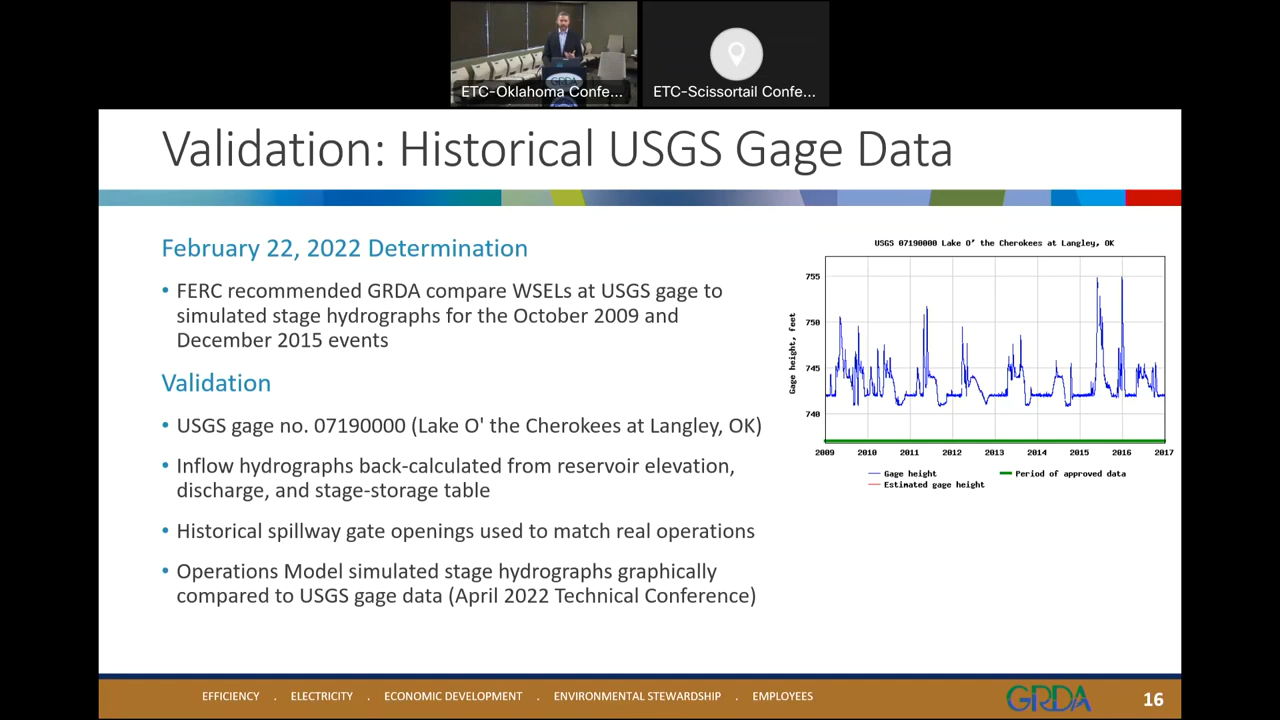 GRDA
ETC-Oklahoma Confe...
ETC-Scissortail Confe...
Validation: Historical USGS Gage Data
February 22, 2022 Determination
• FERC recommended GRDA compare WSELs at USGS gage to
simulated stage hydrographs for the October 2009 and
December 2015 events
Validation
• USGS gage no. 07190000 (Lake O' the Cherokees at Langley, OK)
• Inflow hydrographs back-calculated from reservoir elevation,
discharge, and stage-storage table
• Historical spillway gate openings used to match real operations
• Operations Model simulated stage hydrographs graphically
compared to USGS gage data (April 2022 Technical Conference)
USGS 07190000 Lake O' the Cherokees at Langley, OK
Gage height, feet
755
750
745
740
2009 2010 2011 2012 2013 2014 2015 2016 2017
Gage height
Estimated gage height
Period of approved data
EFFICIENCY . ELECTRICITY . ECONOMIC DEVELOPMENT . ENVIRONMENTAL STEWARDSHIP . EMPLOYEES
GRDA
16